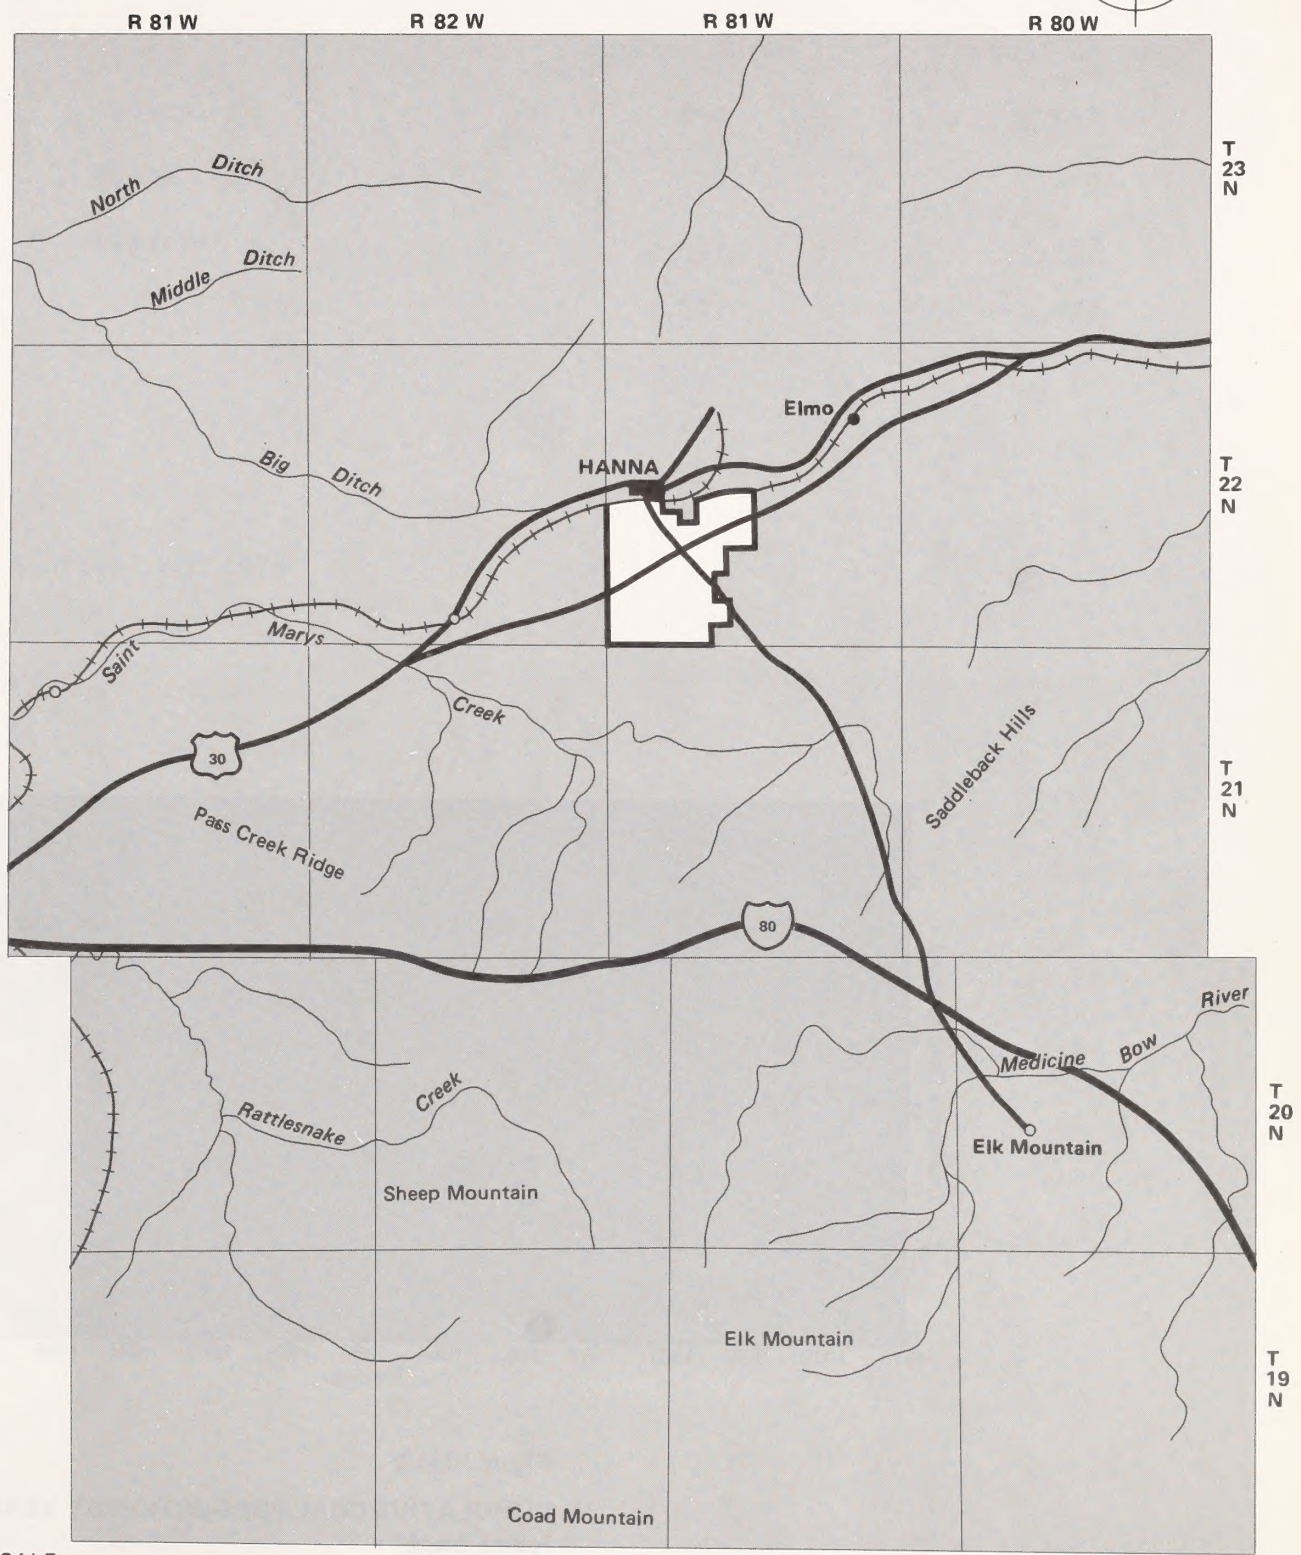 R 81 W R 82 W R 81 W R 80 W
T
23
N
North Ditch
Middle Ditch
Elmo
HANNA
T
22
N
Big Ditch
Saint Marys Creek
30
Pass Creek Ridge
Saddleback Hills
T
21
N
80
River
Medicine Bow
Rattlesnake Creek
T
20
N
Elk Mountain
Sheep Mountain
Elk Mountain
T
19
N
Coad Mountain